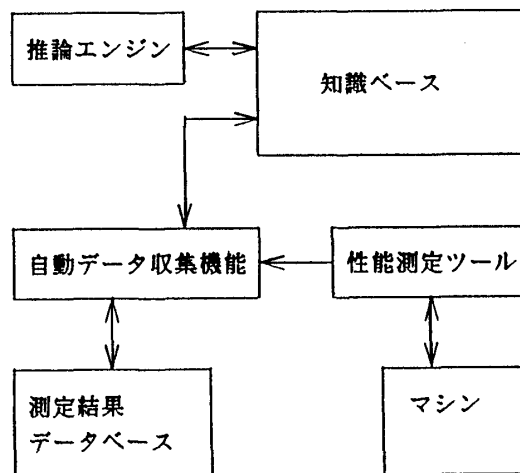 推論エンジン
知識ベース
自動データ収集機能
性能測定ツール
測定結果
データベース
マシン